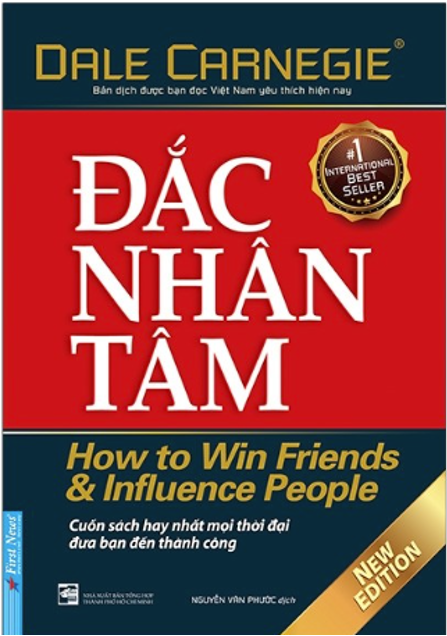 DALE CARNEGIE®
Bản dịch được bạn đọc Việt Nam yêu thích hiện nay
#1
INTERNATIONAL
BEST
SELLER
ĐẮC
NHÂN
TÂM
How to Win Friends
& Influence People
Cuốn sách hay nhất mọi thời đại
đưa bạn đến thành công
NEW
EDITION
First News
NHÀ XUẤT BẢN TỔNG HỢP
THÀNH PHỐ HỒ CHÍ MINH
NGUYỄN VĂN PHƯỚC dịch